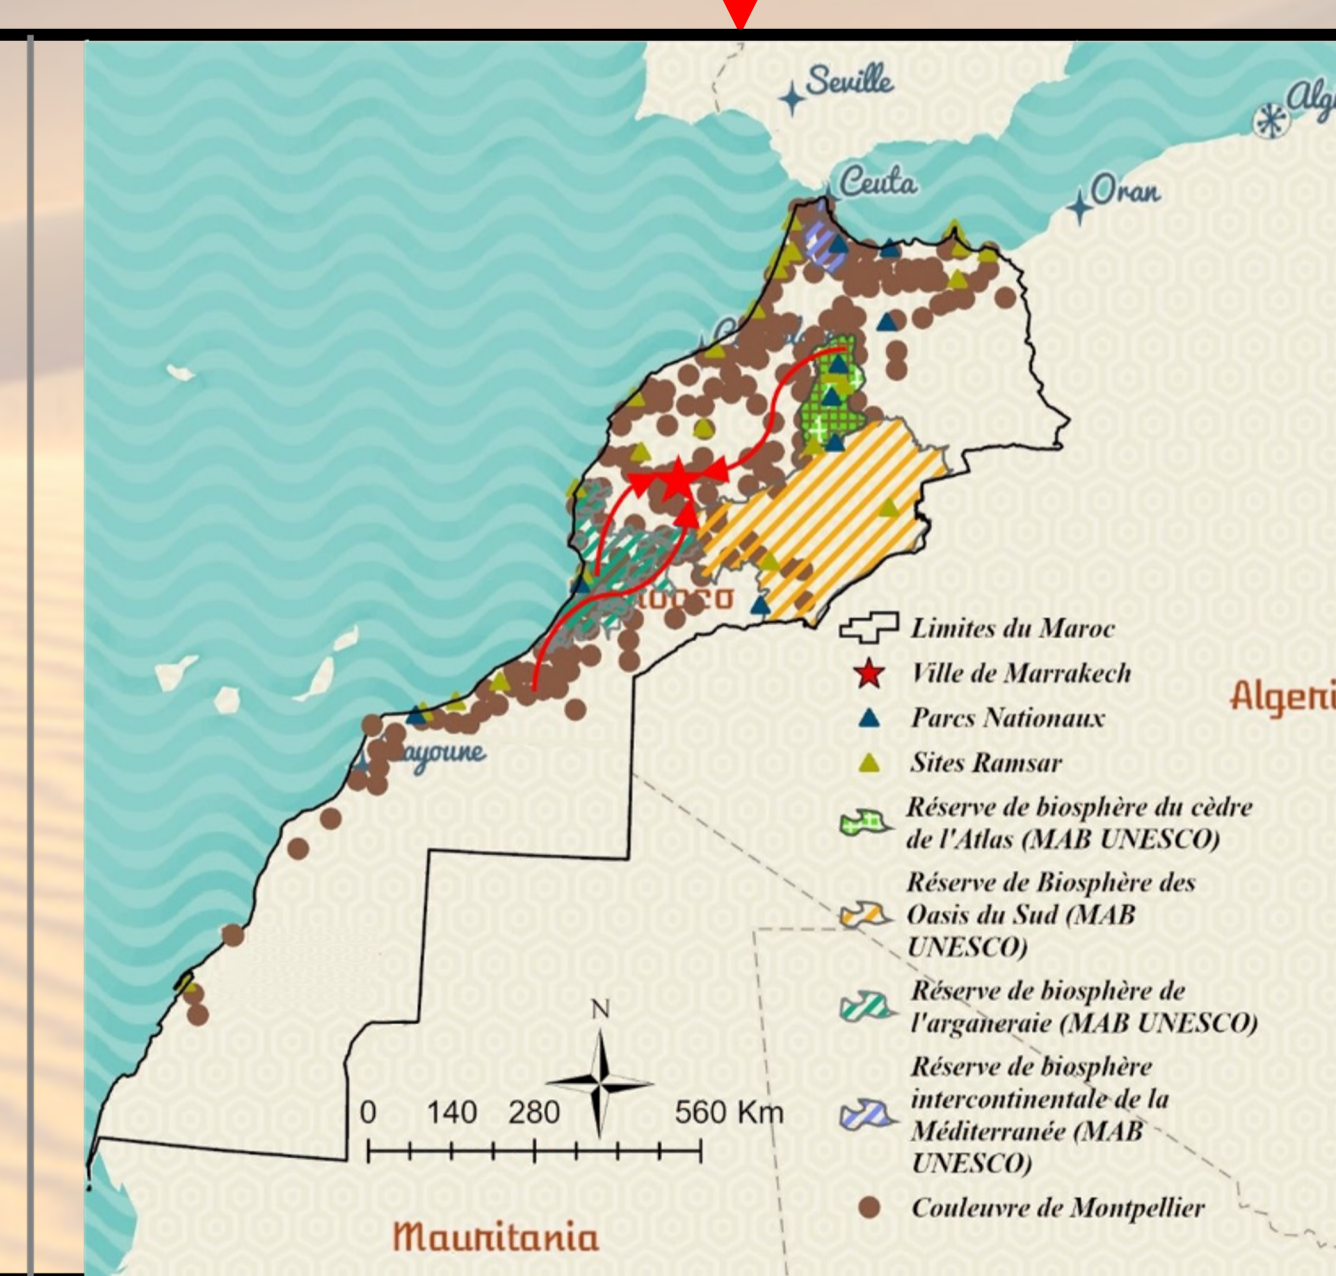 Seville
Ceuta
Oran
Limites du Maroc
Ville de Marrakech
Algeri
Parcs Nationaux
ayoune
Sites Ramsar
Réserve de biosphère du cèdre
de l'Atlas (MAB UNESCO)
Réserve de Biosphère des
Oasis du Sud (MAB
UNESCO)
Réserve de biosphère de
l'arganeraie (MAB UNESCO)
N
Réserve de biosphère
intercontinentale de la
Méditerranée (MAB
UNESCO)
0 140 280 560 Km
Couleuvre de Montpellier
Mauritania